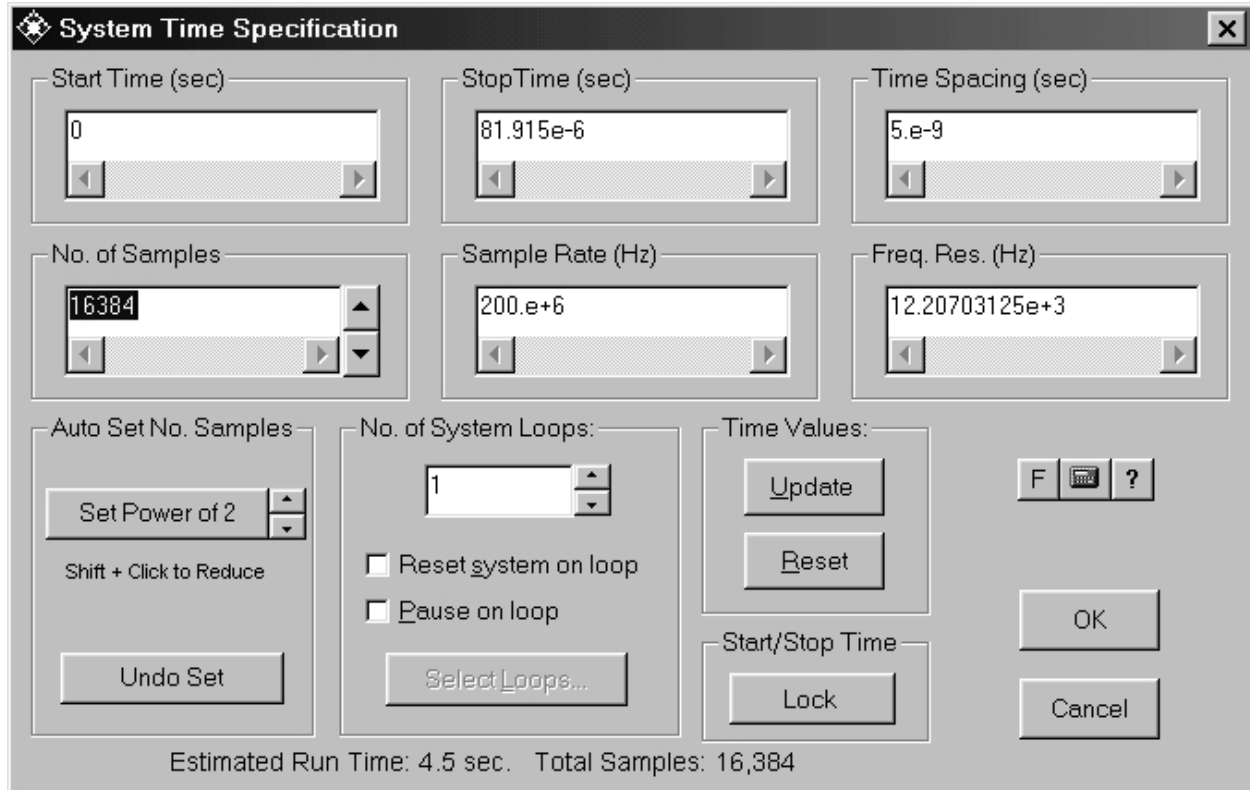 System Time Specification
Start Time (sec)
0
StopTime (sec)
81.915e-6
Time Spacing (sec)
5.e-9
No. of Samples
16384
Sample Rate (Hz)
200.e+6
Freq. Res. (Hz)
12.20703125e+3
Auto Set No. Samples
Set Power of 2
Shift + Click to Reduce
Undo Set
No. of System Loops:
1
Reset system on loop
Pause on loop
Select Loops...
Time Values:
Update
Reset
Start/Stop Time
Lock
F
?
OK
Cancel
Estimated Run Time: 4.5 sec. Total Samples: 16,384